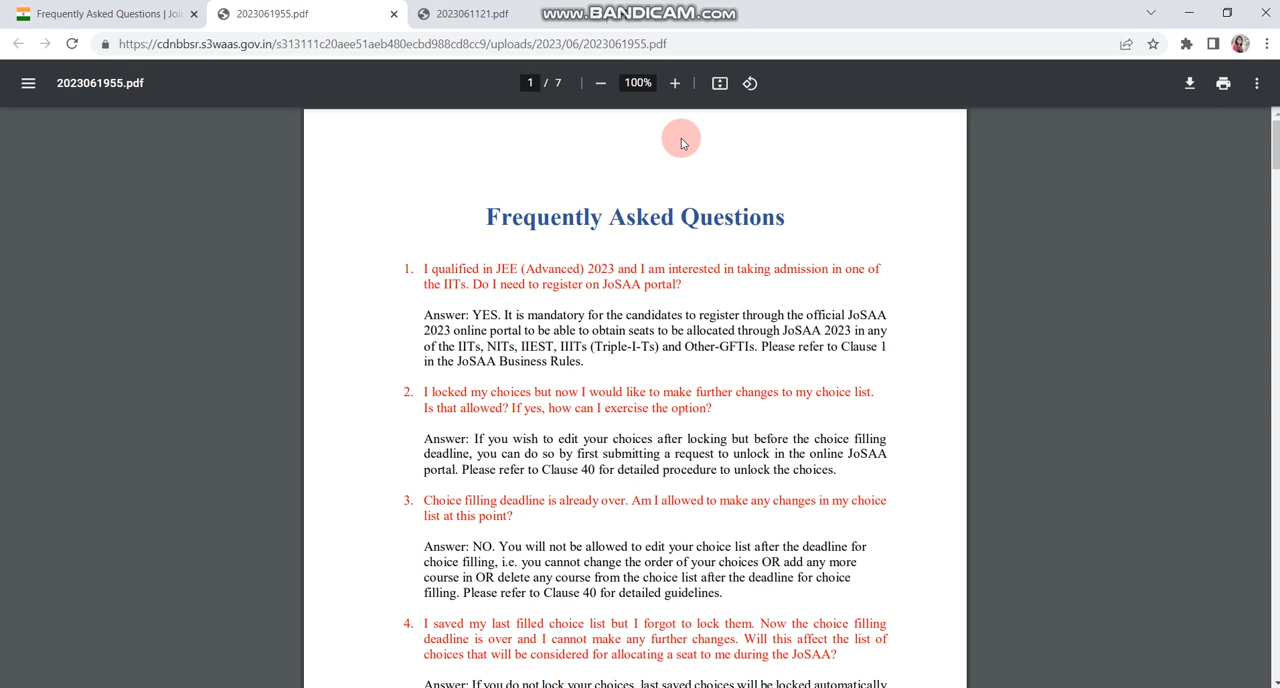 Frequently Asked Questions | Joi
2023061955.pdf
2023061121.pdf
www.BANDICAM.com
https://cdnbbsr.s3waas.gov.in/s313111c20aee51aeb480ecbd988cd8cc9/uploads/2023/06/2023061955.pdf
2023061955.pdf
1 / 7
100%
Frequently Asked Questions
1. I qualified in JEE (Advanced) 2023 and I am interested in taking admission in one of
the IITs. Do I need to register on JoSAA portal?
Answer: YES. It is mandatory for the candidates to register through the official JoSAA
2023 online portal to be able to obtain seats to be allocated through JoSAA 2023 in any
of the IITs, NITs, IIEST, IIITs (Triple-I-Ts) and Other-GFTIs. Please refer to Clause 1
in the JoSAA Business Rules.
2. I locked my choices but now I would like to make further changes to my choice list.
Is that allowed? If yes, how can I exercise the option?
Answer: If you wish to edit your choices after locking but before the choice filling
deadline, you can do so by first submitting a request to unlock in the online JoSAA
portal. Please refer to Clause 40 for detailed procedure to unlock the choices.
3. Choice filling deadline is already over. Am I allowed to make any changes in my choice
list at this point?
Answer: NO. You will not be allowed to edit your choice list after the deadline for
choice filling, i.e. you cannot change the order of your choices OR add any more
course in OR delete any course from the choice list after the deadline for choice
filling. Please refer to Clause 40 for detailed guidelines.
4. I saved my last filled choice list but I forgot to lock them. Now the choice filling
deadline is over and I cannot make any further changes. Will this affect the list of
choices that will be considered for allocating a seat to me during the JoSAA?
Answer: If you do not lock your choices, last saved choices will be locked automatically